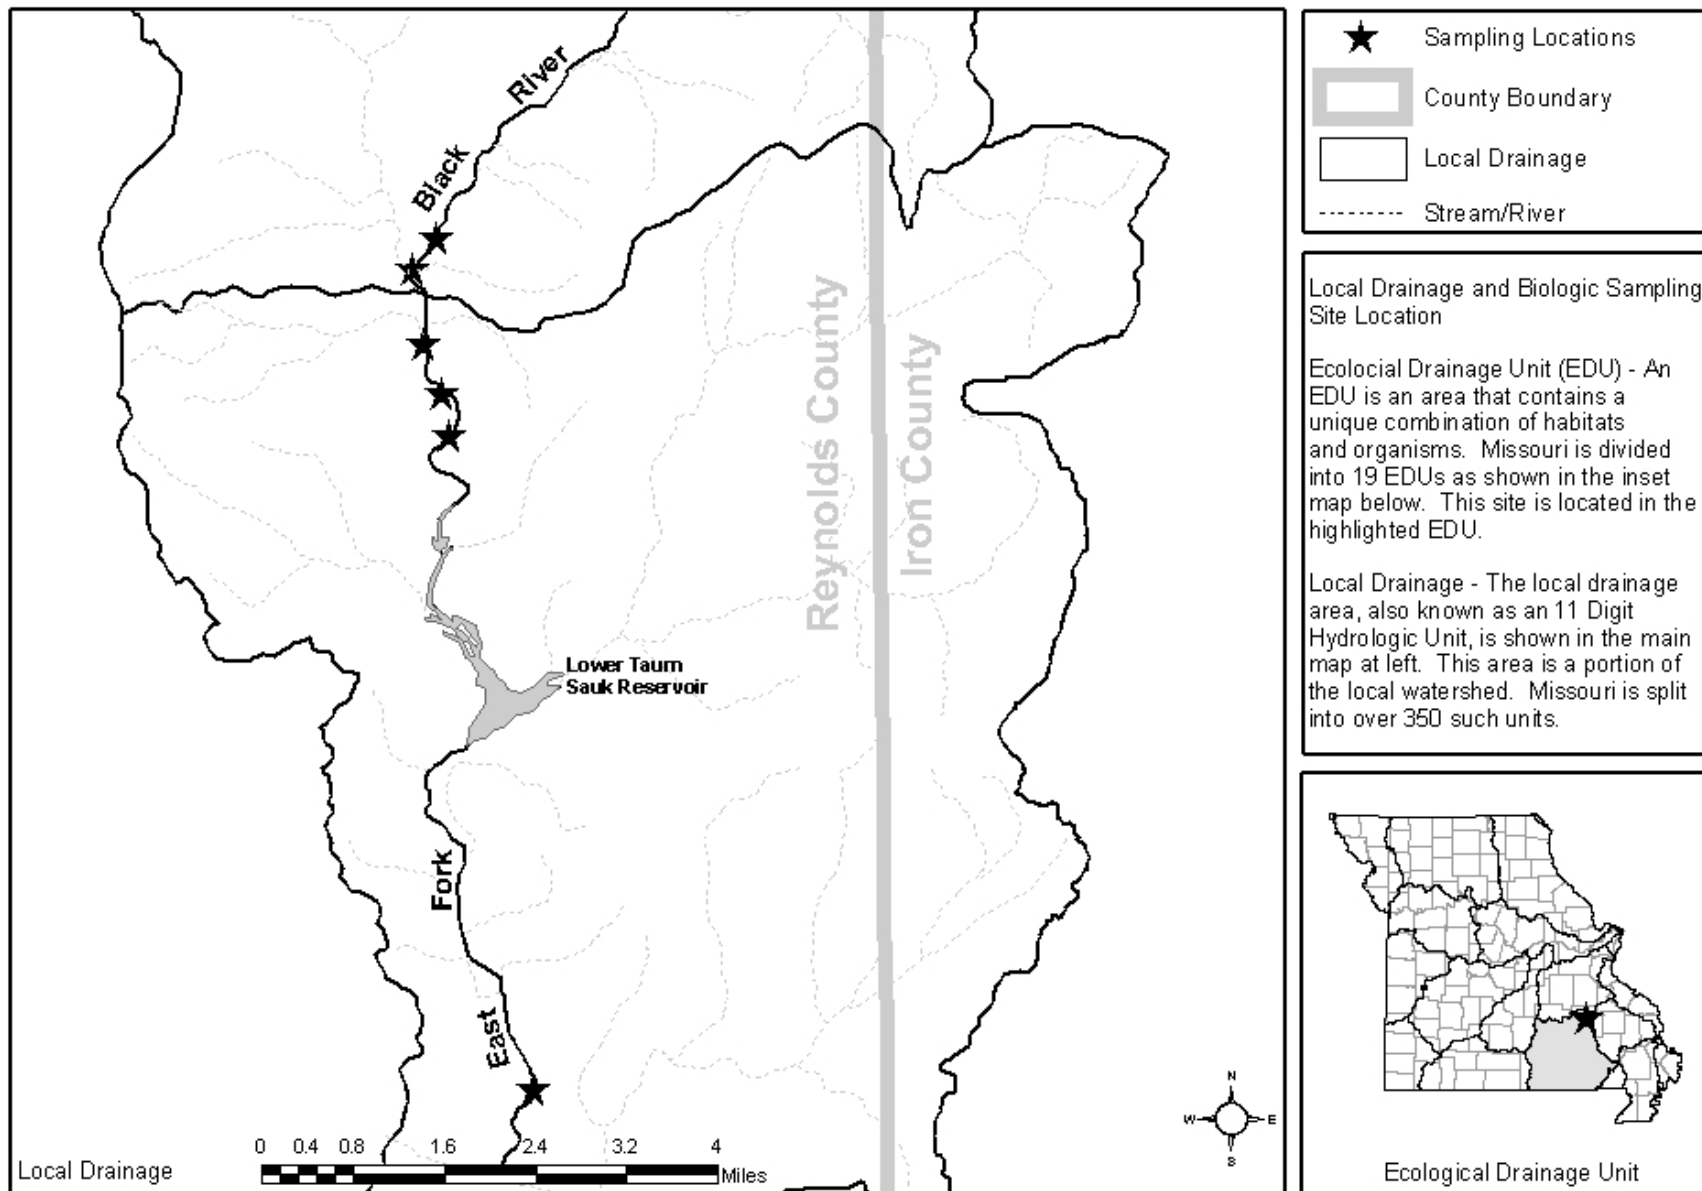 River
Black
Reynolds County
Iron County
Lower Taum
Sauk Reservoir
Fork
East
Local Drainage
0 0.4 0.8 1.6 2.4 3.2 4
Miles
N
W E
S
Sampling Locations
County Boundary
Local Drainage
Stream/River
Local Drainage and Biologic Sampling
Site Location
Ecolocial Drainage Unit (EDU) - An
EDU is an area that contains a
unique combination of habitats
and organisms. Missouri is divided
into 19 EDUs as shown in the inset
map below. This site is located in the
highlighted EDU.
Local Drainage - The local drainage
area, also known as an 11 Digit
Hydrologic Unit, is shown in the main
map at left. This area is a portion of
the local watershed. Missouri is split
into over 350 such units.
Ecological Drainage Unit